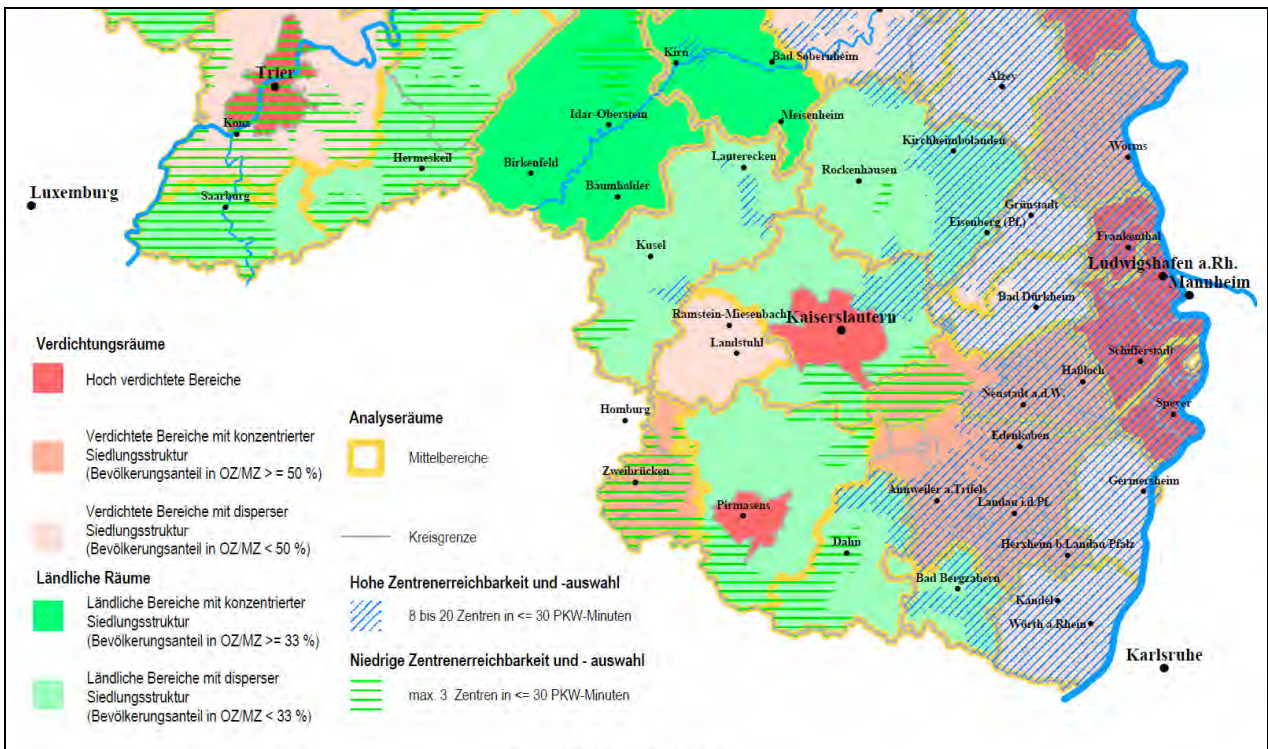 Kirn
Bad Sobernheim
Trier
Alzey
Idar-Oberstein
Meisenheim
Konz
Kirchheimbolanden
Worms
Hermeskeil
Birkenfeld
Lauterecken
Rockenhausen
Luxemburg
Saarburg
Baumholder
Grünstadt
Eisenberg (Pf.)
Frankenthal
Kusel
Ludwigshafen a.Rh.
Mannheim
Bad Dürkheim
Ramstein-Miesenbach
Kaiserslautern
Landstuhl
Schifferstadt
Haßloch
Neustadt a.d.W.
Speyer
Homburg
Edenkoben
Zweibrücken
Germersheim
Annweiler a.Trifels
Pirmasens
Landau i.d.Pf.
Dahn
Herxheim b.Landau/Pfalz
Bad Bergzabern
Kandel
Wörth a.Rhein
Karlsruhe
Verdichtungsräume
Hoch verdichtete Bereiche
Verdichtete Bereiche mit konzentrierter
Siedlungsstruktur
(Bevölkerungsanteil in OZ/MZ >= 50 %)
Verdichtete Bereiche mit disperser
Siedlungsstruktur
(Bevölkerungsanteil in OZ/MZ < 50 %)
Ländliche Räume
Ländliche Bereiche mit konzentrierter
Siedlungsstruktur
(Bevölkerungsanteil in OZ/MZ >= 33 %)
Ländliche Bereiche mit disperser
Siedlungsstruktur
(Bevölkerungsanteil in OZ/MZ < 33 %)
Analyseräume
Mittelbereiche
Kreisgrenze
Hohe Zentrenerreichbarkeit und -auswahl
8 bis 20 Zentren in <= 30 PKW-Minuten
Niedrige Zentrenerreichbarkeit und - auswahl
max. 3 Zentren in <= 30 PKW-Minuten